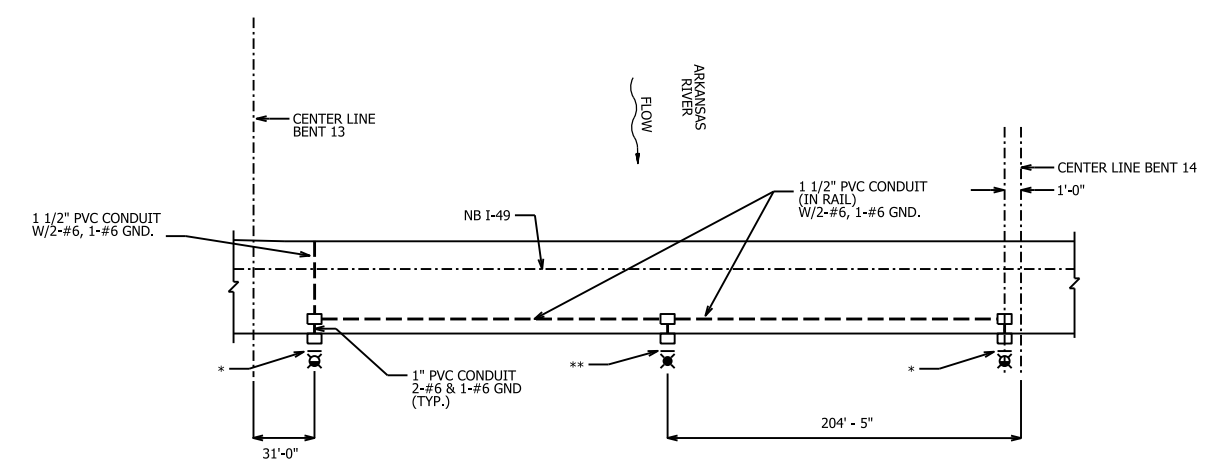 ARKANSAS
RIVER
FLOW
CENTER LINE
BENT 13
CENTER LINE BENT 14
1'-0"
1 1/2" PVC CONDUIT
(IN RAIL)
W/2-#6, 1-#6 GND.
1 1/2" PVC CONDUIT
W/2-#6, 1-#6 GND.
NB I-49
*
**
*
1" PVC CONDUIT
2-#6 & 1-#6 GND
(TYP.)
204' - 5"
31'-0"